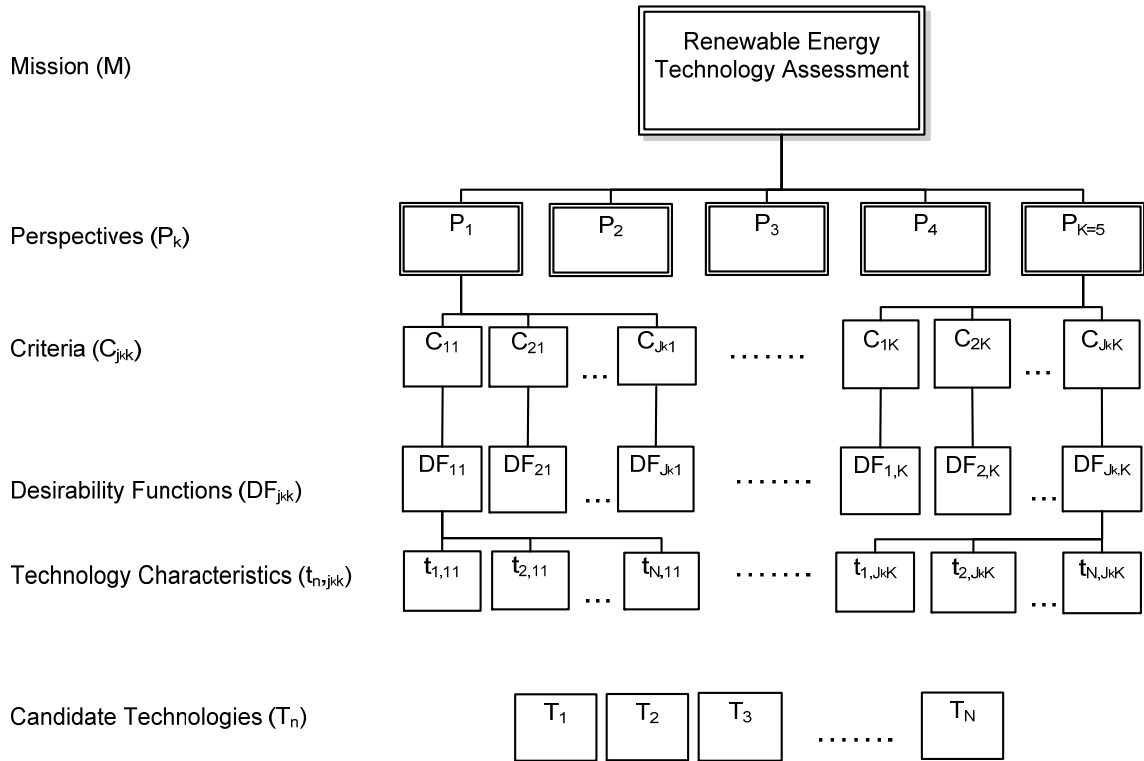 Mission (M)
Renewable Energy
Technology Assessment
Perspectives (Pk)
P1 P2 P3 P4 PK=5
Criteria (Cjkk)
C11 C21 ... CJk1 ....... C1K C2K ... CJkK
Desirability Functions (DFjkk)
DF11 DF21 ... DFJk1 ....... DF1,K DF2,K ... DFJk,K
Technology Characteristics (tn,jkk)
t1,11 t2,11 ... tN,11 ....... t1,JkK t2,JkK ... tN,JkK
Candidate Technologies (Tn)
T1 T2 T3 ....... TN